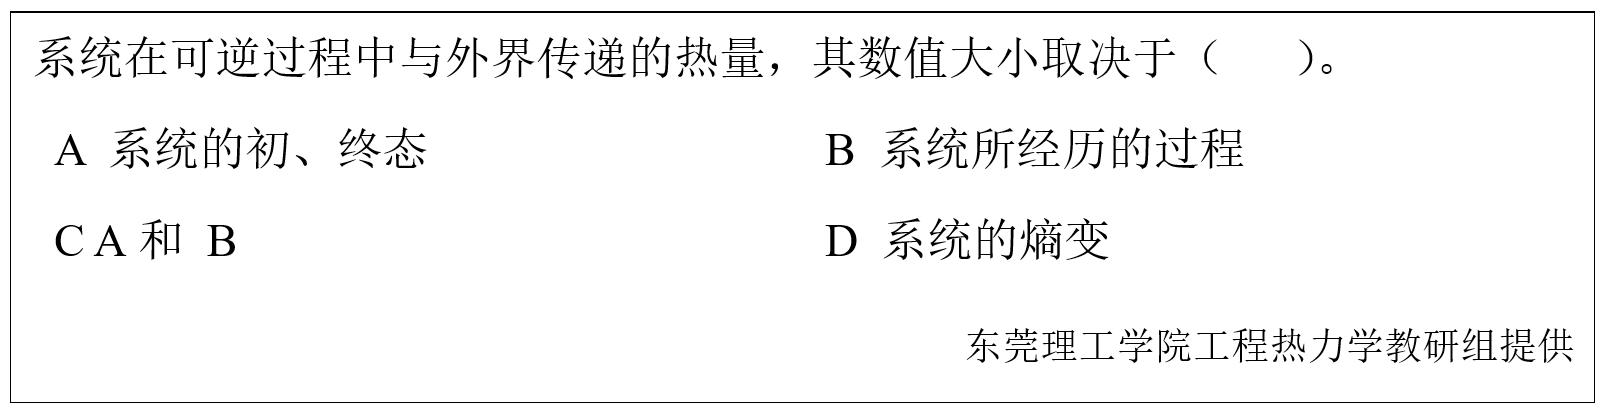 系统在可逆过程中与外界传递的热量，其数值大小取决于（ ）。
A 系统的初、终态 B 系统所经历的过程
C A 和 B D 系统的熵变
东莞理工学院工程热力学教研组提供